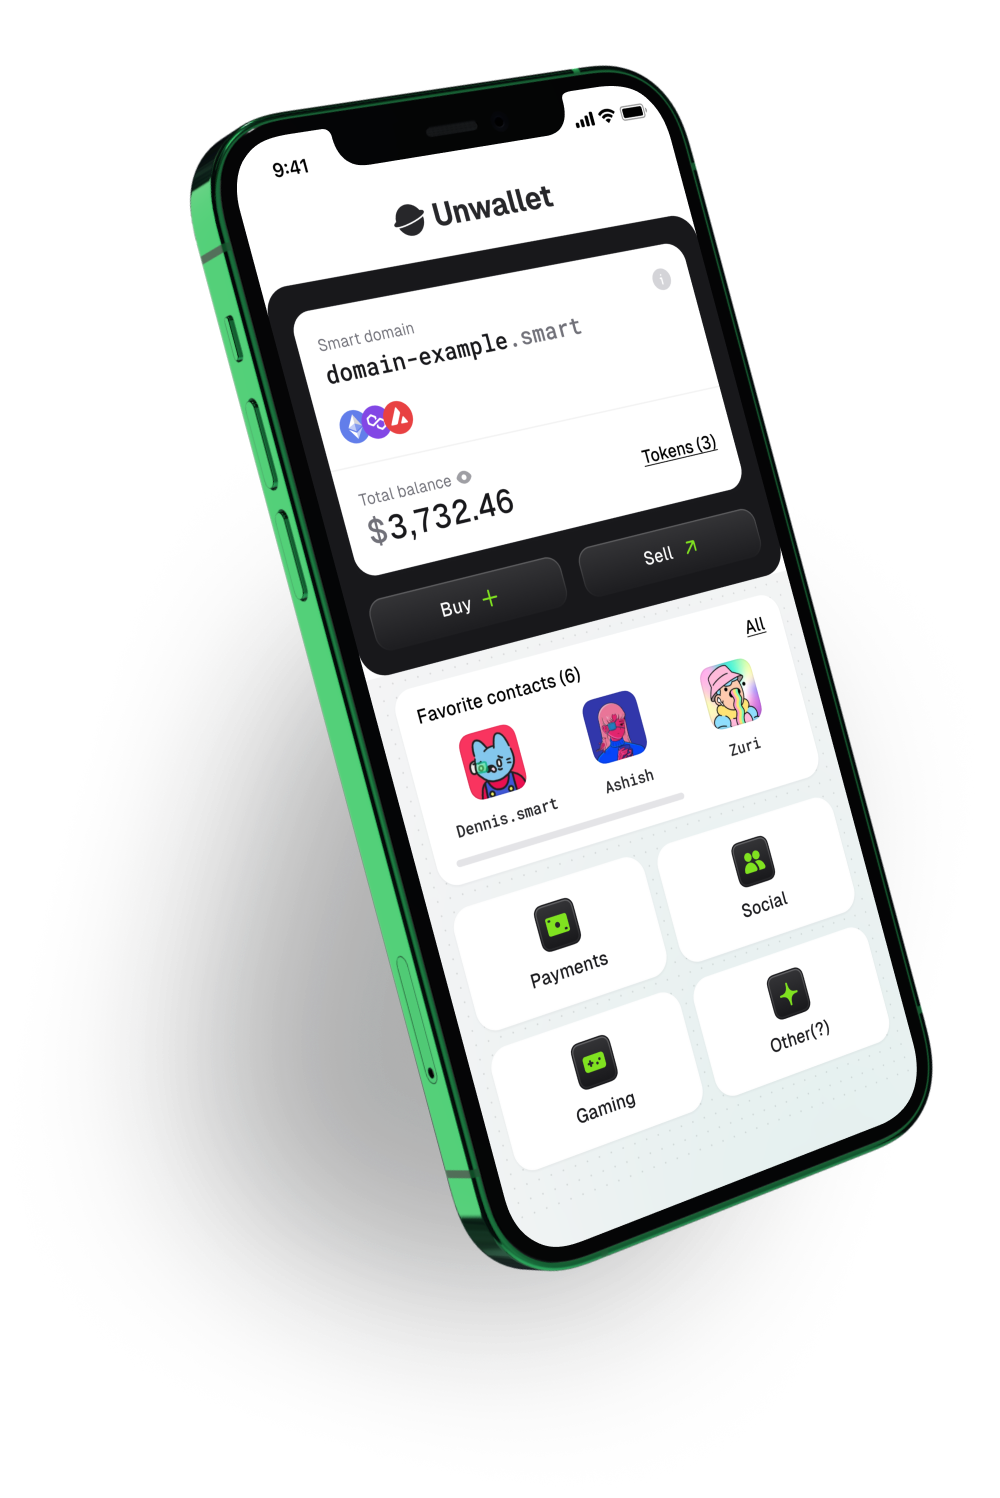 9:41
Unwallet
i
Smart domain
domain-example.smart
Total balance
Tokens (3)
$3,732.46
Buy
Sell
Favorite contacts (6)
All
Dennis.smart
Ashish
Zuri
Payments
Social
Gaming
Other(?)